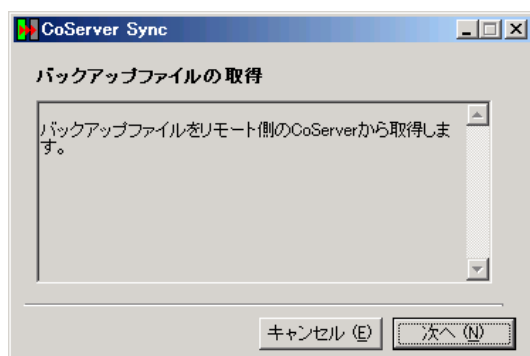 CoServer Sync
バックアップファイルの取得
バックアップファイルをリモート側のCoServerから取得しま
す。
キャンセル (E)
次へ (N)